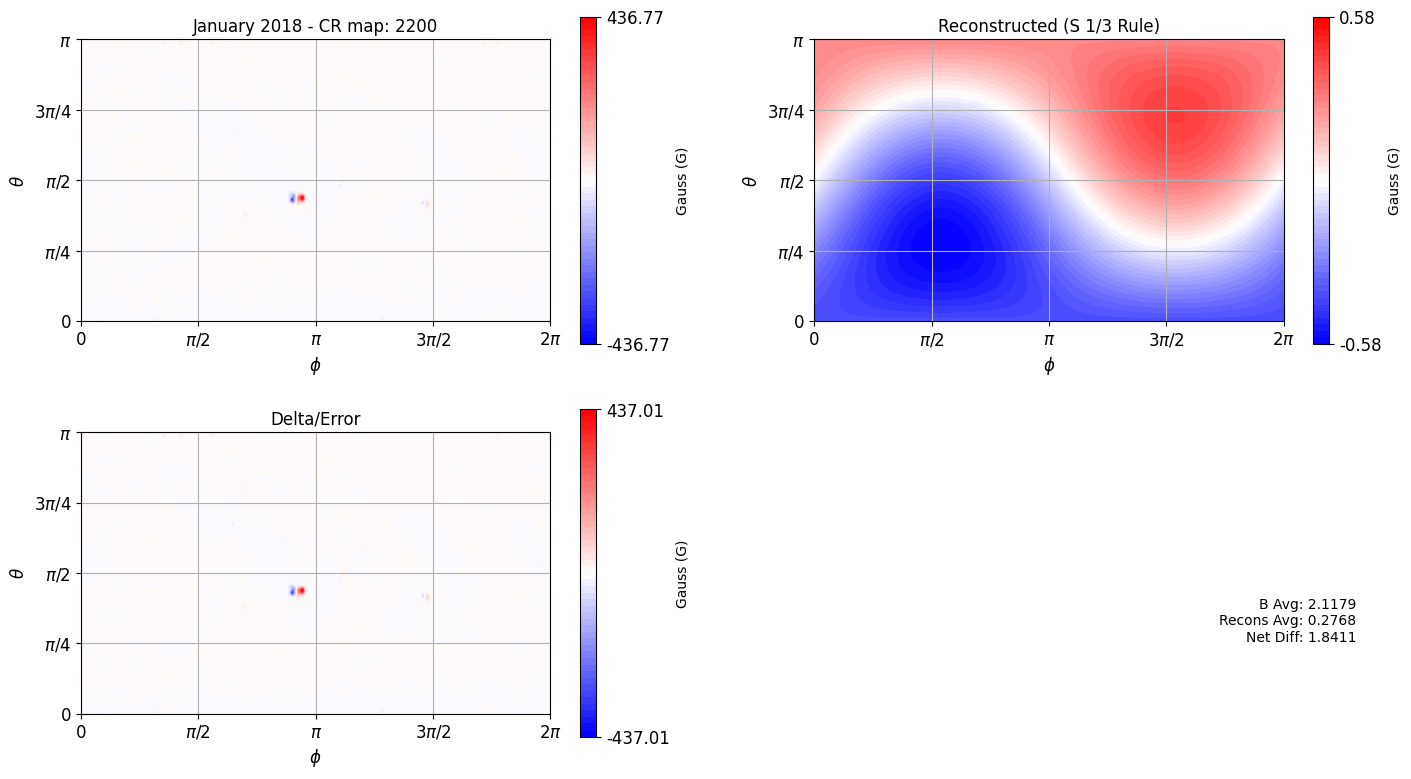 January 2018 - CR map: 2200
π
3π/4
π/2
π/4
0
θ
0
π/2
π
3π/2
2π
ϕ
436.77
-436.77
Gauss (G)
Reconstructed (S 1/3 Rule)
π
3π/4
π/2
π/4
0
θ
0
π/2
π
3π/2
2π
ϕ
0.58
-0.58
Gauss (G)
Delta/Error
π
3π/4
π/2
π/4
0
θ
0
π/2
π
3π/2
2π
ϕ
437.01
-437.01
Gauss (G)
B Avg: 2.1179
Recons Avg: 0.2768
Net Diff: 1.8411